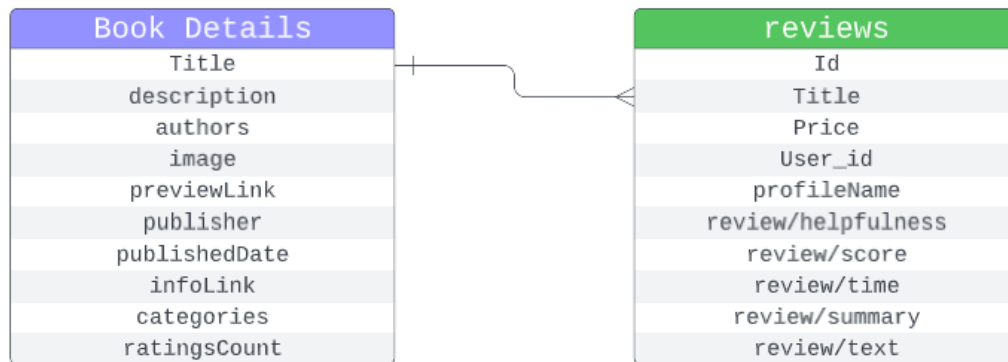 Book Details
Title
description
authors
image
previewLink
publisher
publishedDate
infoLink
categories
ratingsCount
reviews
Id
Title
Price
User_id
profileName
review/helpfulness
review/score
review/time
review/summary
review/text